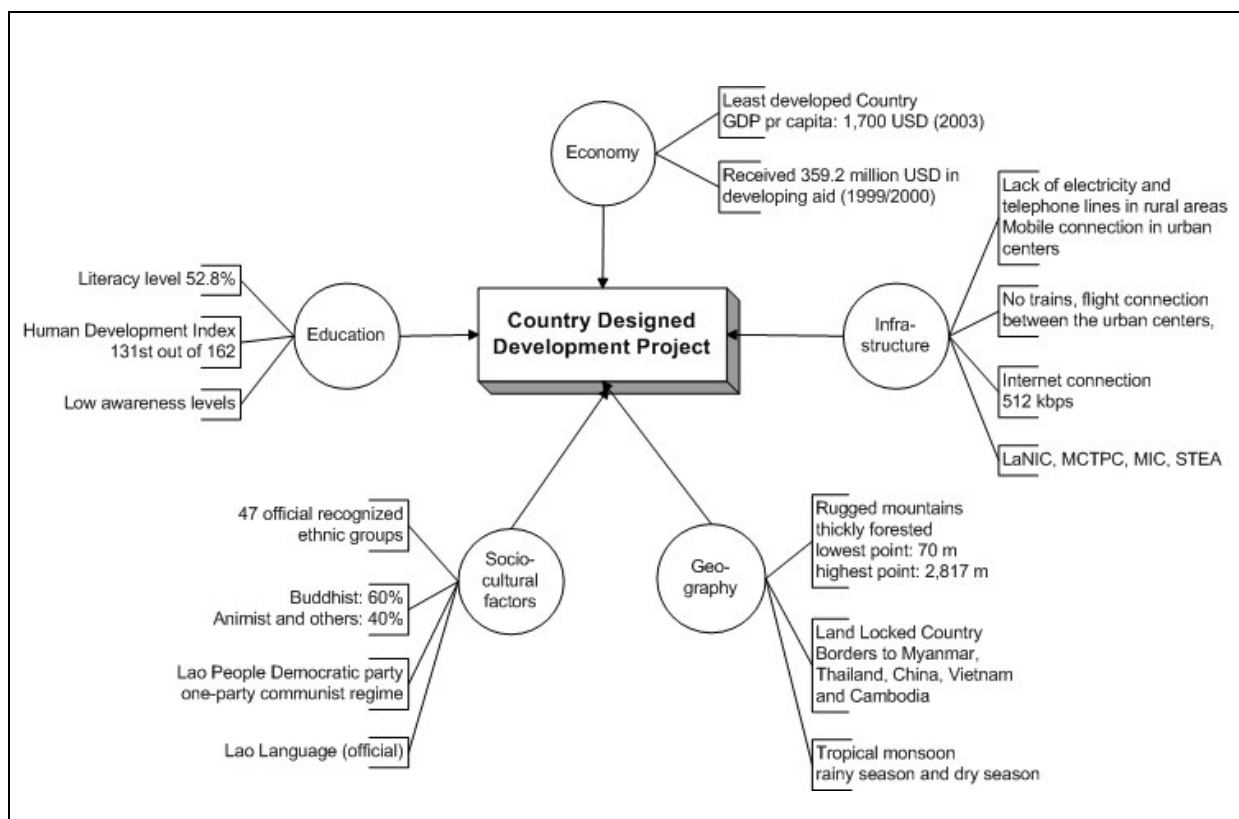 Least developed Country
GDP pr capita: 1,700 USD (2003)
Economy
Received 359.2 million USD in
developing aid (1999/2000)
Lack of electricity and
telephone lines in rural areas
Mobile connection in urban
centers
Literacy level 52.8%
No trains, flight connection
between the urban centers,
Human Development Index
131st out of 162
Education
Country Designed
Development Project
Infra-
structure
Internet connection
512 kbps
Low awareness levels
LaNIC, MCTPC, MIC, STEA
47 official recognized
ethnic groups
Rugged mountains
thickly forested
lowest point: 70 m
highest point: 2,817 m
Socio-
cultural
factors
Geo-
graphy
Buddhist: 60%
Animist and others: 40%
Land Locked Country
Borders to Myanmar,
Thailand, China, Vietnam
and Cambodia
Lao People Democratic party
one-party communist regime
Lao Language (official)
Tropical monsoon
rainy season and dry season